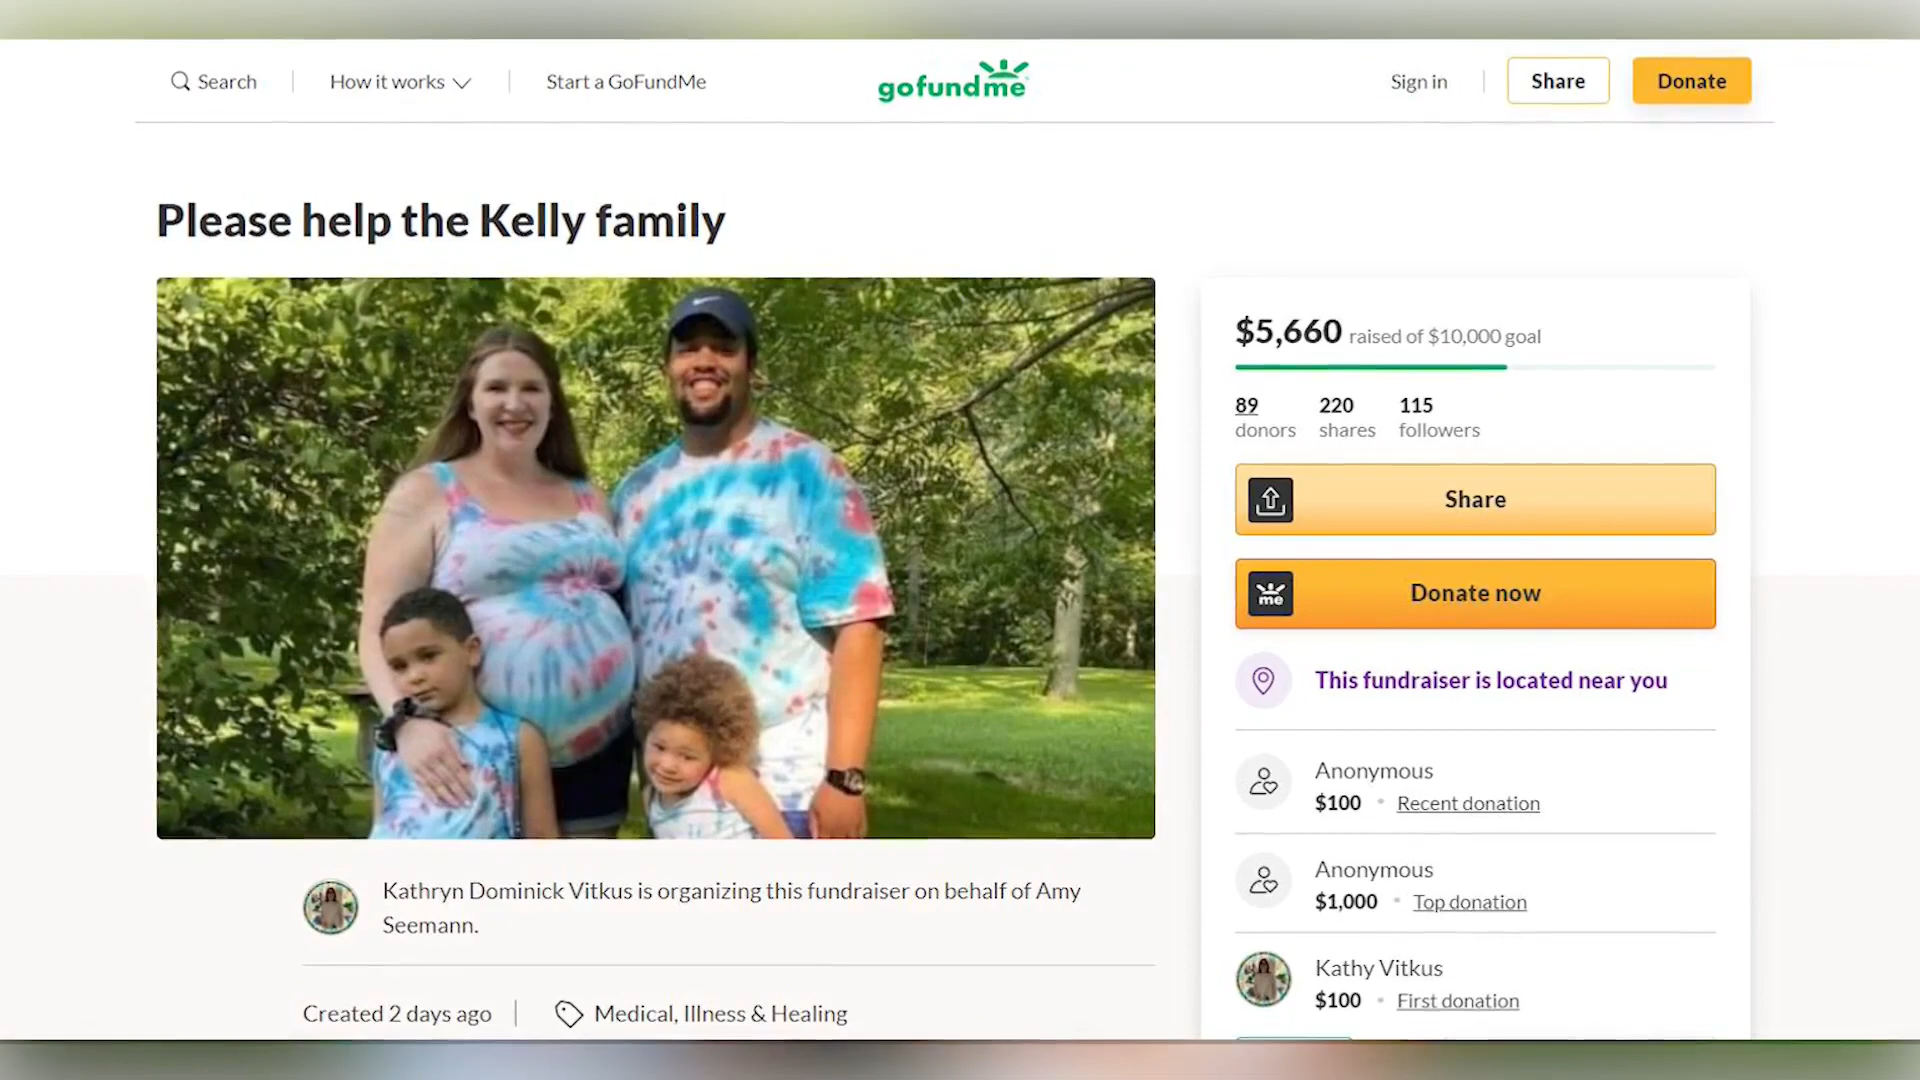 Search
How it works
Start a GoFundMe
gofundme
Sign in
Share
Donate
Please help the Kelly family
$5,660 raised of $10,000 goal
89 220 115
donors shares followers
Share
me Donate now
This fundraiser is located near you
Anonymous
$100 • Recent donation
Anonymous
$1,000 • Top donation
Kathy Vitkus
$100 • First donation
Kathryn Dominick Vitkus is organizing this fundraiser on behalf of Amy
Seemann.
Created 2 days ago
Medical, Illness & Healing